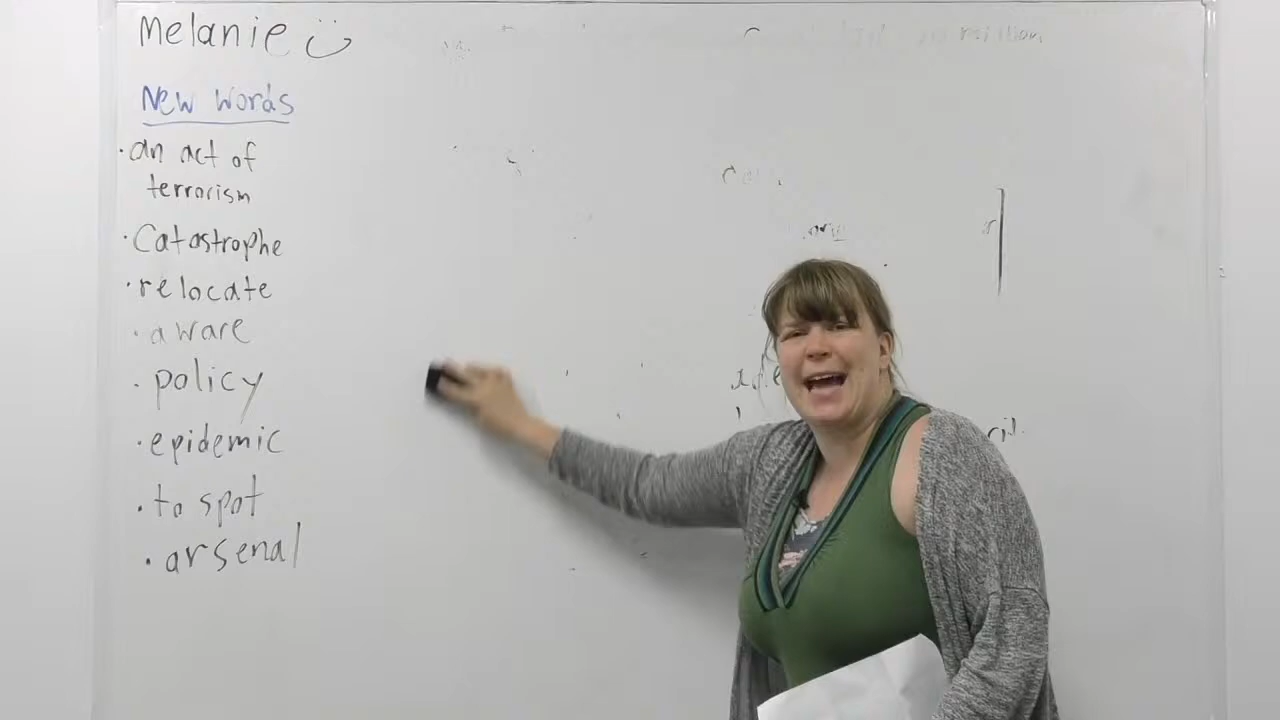 Melanie
New words
· an act of
terrorism
· Catastrophe
· relocate
· aware
· policy
· epidemic
· to spot
· arsenal